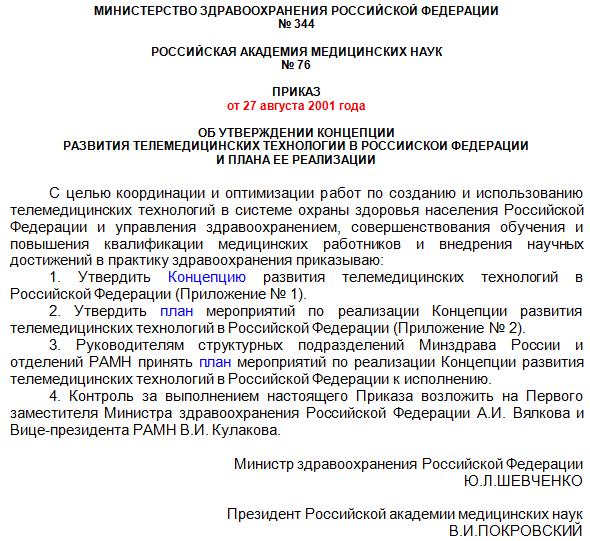 МИНИСТЕРСТВО ЗДРАВООХРАНЕНИЯ РОССИЙСКОЙ ФЕДЕРАЦИИ
№ 344
РОССИЙСКАЯ АКАДЕМИЯ МЕДИЦИНСКИХ НАУК
№ 76
ПРИКАЗ
от 27 августа 2001 года
ОБ УТВЕРЖДЕНИИ КОНЦЕПЦИИ
РАЗВИТИЯ ТЕЛЕМЕДИЦИНСКИХ ТЕХНОЛОГИИ В РОССИИСКОИ ФЕДЕРАЦИИ
И ПЛАНА ЕЕ РЕАЛИЗАЦИИ
С целью координации и оптимизации работ по созданию и использованию
телемедицинских технологий в системе охраны здоровья населения Российской
Федерации и управления здравоохранением, совершенствования обучения и
повышения квалификации медицинских работников и внедрения научных
достижений в практику здравоохранения приказываю:
1. Утвердить Концепцию развития телемедицинских технологий в
Российской Федерации (Приложение № 1).
2. Утвердить план мероприятий по реализации Концепции развития
телемедицинских технологий в Российской Федерации (Приложение № 2).
3. Руководителям структурных подразделений Минздрава России и
отделений РАМН принять план мероприятий по реализации Концепции развития
телемедицинских технологий в Российской Федерации к исполнению.
4. Контроль за выполнением настоящего Приказа возложить на Первого
заместителя Министра здравоохранения Российской Федерации А.И. Вялкова и
Вице-президента РАМН В.И. Кулакова.
Министр здравоохранения Российской Федерации
Ю.Л.ШЕВЧЕНКО
Президент Российской академии медицинских наук
В.И.ПОКРОВСКИЙ